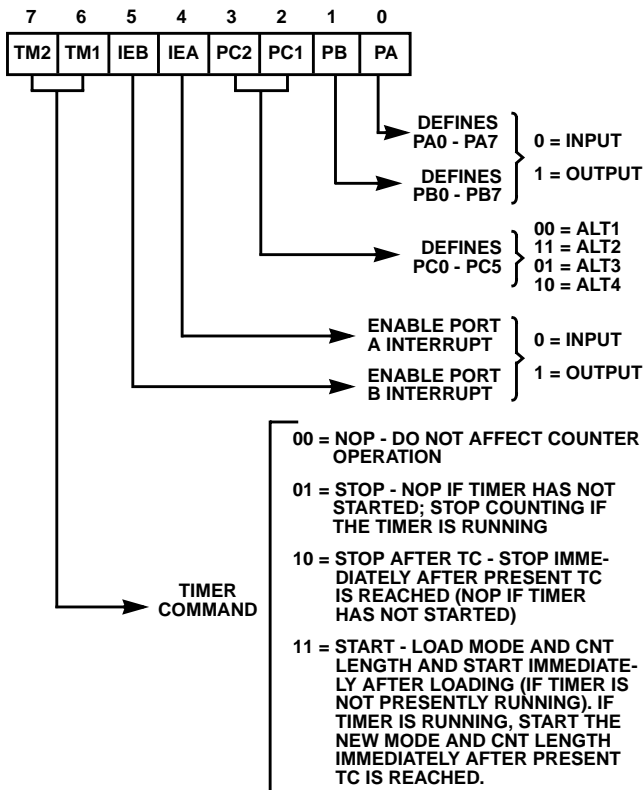 7 6 5 4 3 2 1 0
TM2 TM1 IEB IEA PC2 PC1 PB PA
DEFINES
PA0 - PA7
0 = INPUT
1 = OUTPUT
DEFINES
PB0 - PB7
DEFINES
PC0 - PC5
00 = ALT1
11 = ALT2
01 = ALT3
10 = ALT4
ENABLE PORT
A INTERRUPT
0 = INPUT
1 = OUTPUT
ENABLE PORT
B INTERRUPT
TIMER
COMMAND
00 = NOP - DO NOT AFFECT COUNTER
OPERATION
01 = STOP - NOP IF TIMER HAS NOT
STARTED; STOP COUNTING IF
THE TIMER IS RUNNING
10 = STOP AFTER TC - STOP IMME-
DIATELY AFTER PRESENT TC
IS REACHED (NOP IF TIMER
HAS NOT STARTED)
11 = START - LOAD MODE AND CNT
LENGTH AND START IMMEDIATE-
LY AFTER LOADING (IF TIMER IS
NOT PRESENTLY RUNNING). IF
TIMER IS RUNNING, START THE
NEW MODE AND CNT LENGTH
IMMEDIATELY AFTER PRESENT
TC IS REACHED.